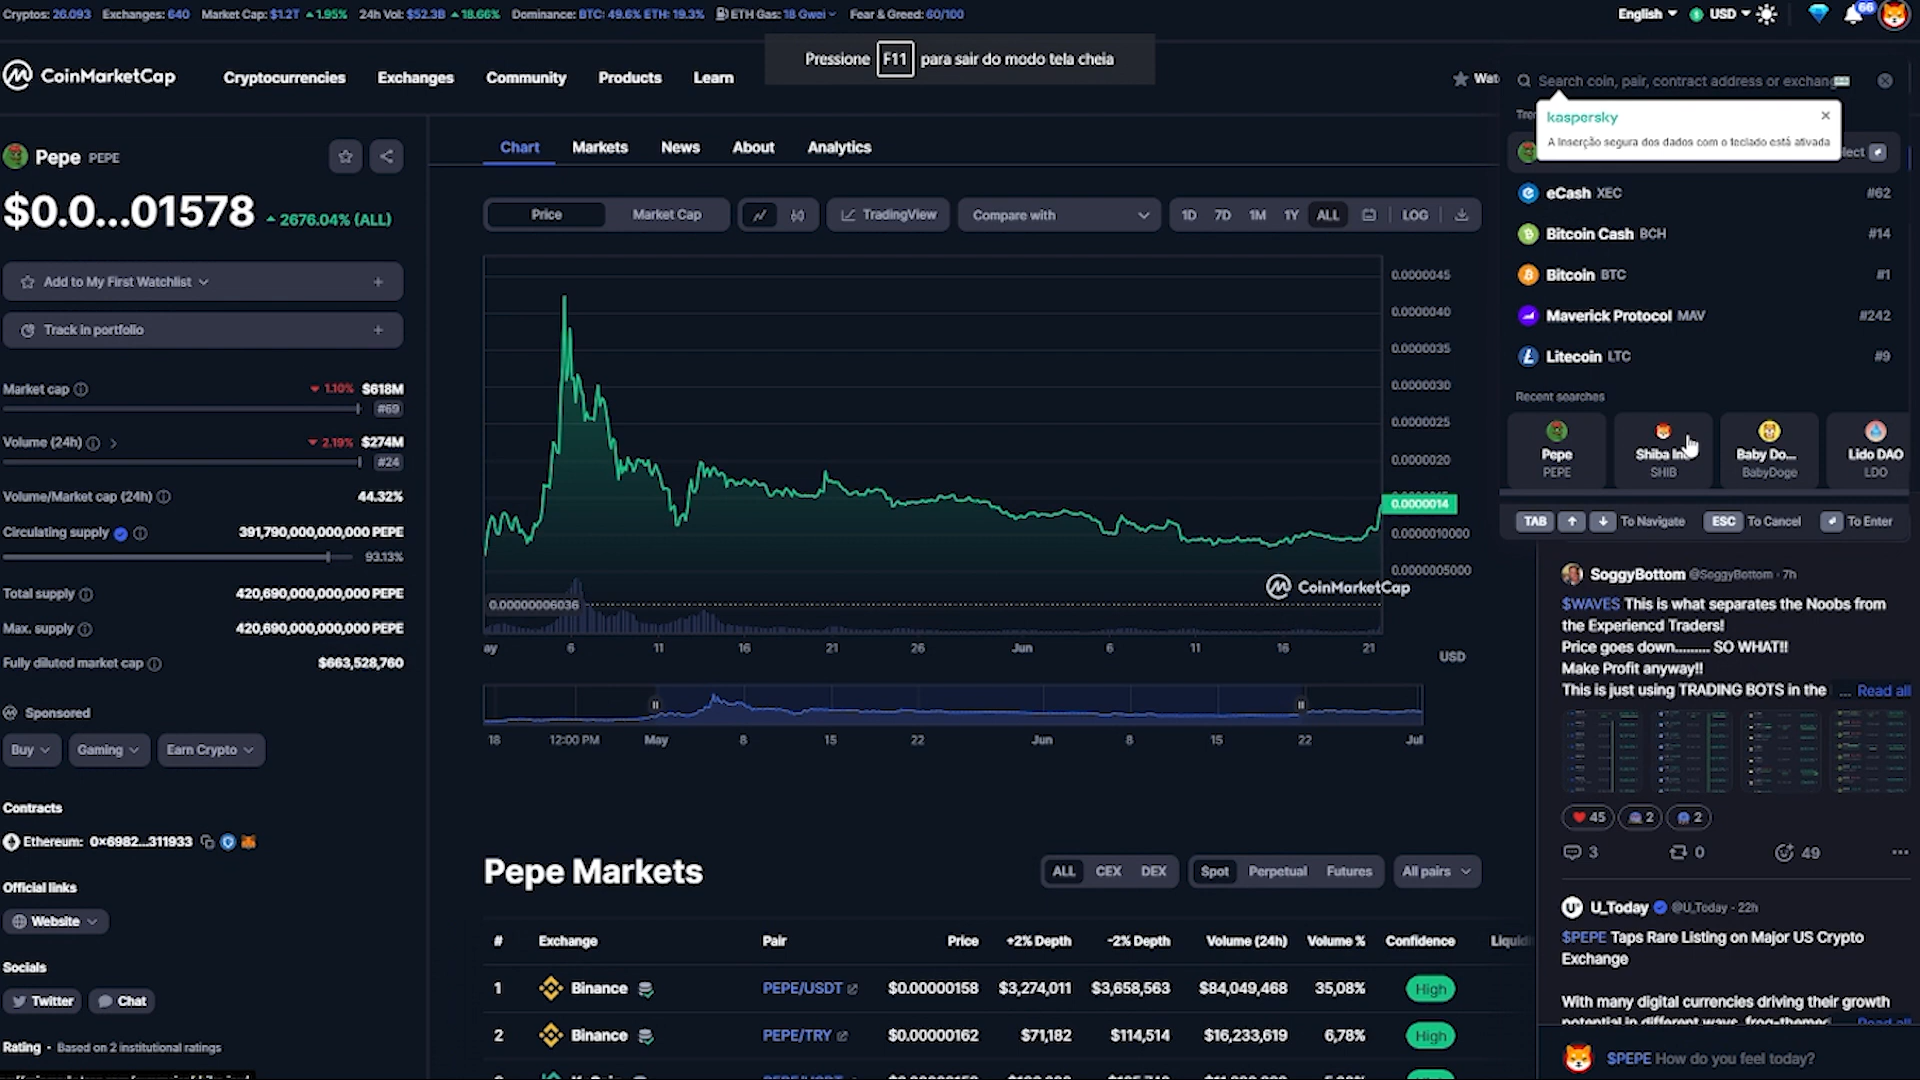 Cryptos: 26.093 Exchanges: 640 Market Cap: $1.2T 1.95% 24h Vol: $52.3B 18.66% Dominance: BTC: 49.6% ETH: 19.3% ETH Gas: 18 Gwei Fear & Greed: 60/100
English USD 66
Pressione F11 para sair do modo tela cheia
CoinMarketCap Cryptocurrencies Exchanges Community Products Learn
Search coin, pair, contract address or exchang
kaspersky
A inserção segura dos dados com o teclado está ativada
Pepe PEPE
$0.0...01578 2676.04% (ALL)
Add to My First Watchlist
Track in portfolio
Market cap 1.10% $618M
#69
Volume (24h) 2.19% $274M
#24
Volume/Market cap (24h) 44.32%
Circulating supply 391,790,000,000,000 PEPE
93.13%
Total supply 420,690,000,000,000 PEPE
Max. supply 420,690,000,000,000 PEPE
Fully diluted market cap $663,528,760
Sponsored
Buy Gaming Earn Crypto
Contracts
Ethereum: 0x6982...311933
Official links
Website
Socials
Twitter Chat
Rating • Based on 2 institutional ratings
Chart Markets News About Analytics
Price Market Cap TradingView Compare with 1D 7D 1M 1Y ALL LOG
0.0000045
0.0000040
0.0000035
0.0000030
0.0000025
0.0000020
0.0000014
0.0000010000
0.0000005000
CoinMarketCap
0.00000006036
ay 6 11 16 21 26 Jun 6 11 16 21
USD
18 12:00 PM May 8 15 22 Jun 8 15 22 Jul
Pepe Markets
ALL CEX DEX Spot Perpetual Futures All pairs
# Exchange Pair Price +2% Depth -2% Depth Volume (24h) Volume % Confidence
1 Binance PEPE/USDT $0.00000158 $3,274,011 $3,658,563 $84,049,468 35,08% High
2 Binance PEPE/TRY $0.00000162 $71,182 $114,514 $16,233,619 6,78% High
eCash XEC #62
Bitcoin Cash BCH #14
Bitcoin BTC #1
Maverick Protocol MAV #242
Litecoin LTC #9
Recent searches
Pepe PEPE
Shiba In SHIB
Baby Do... BabyDoge
Lido DAO LDO
TAB To Navigate ESC To Cancel To Enter
SoggyBottom @SoggyBottom · 7h
$WAVES This is what separates the Noobs from
the Experiencd Traders!
Price goes down......... SO WHAT!!
Make Profit anyway!!
This is just using TRADING BOTS in the ... Read all
45 2 2
3 0 49
U_Today @U_Today · 22h
$PEPE Taps Rare Listing on Major US Crypto
Exchange
With many digital currencies driving their growth
potential in different ways, frog-themed Read all
$PEPE How do you feel today?